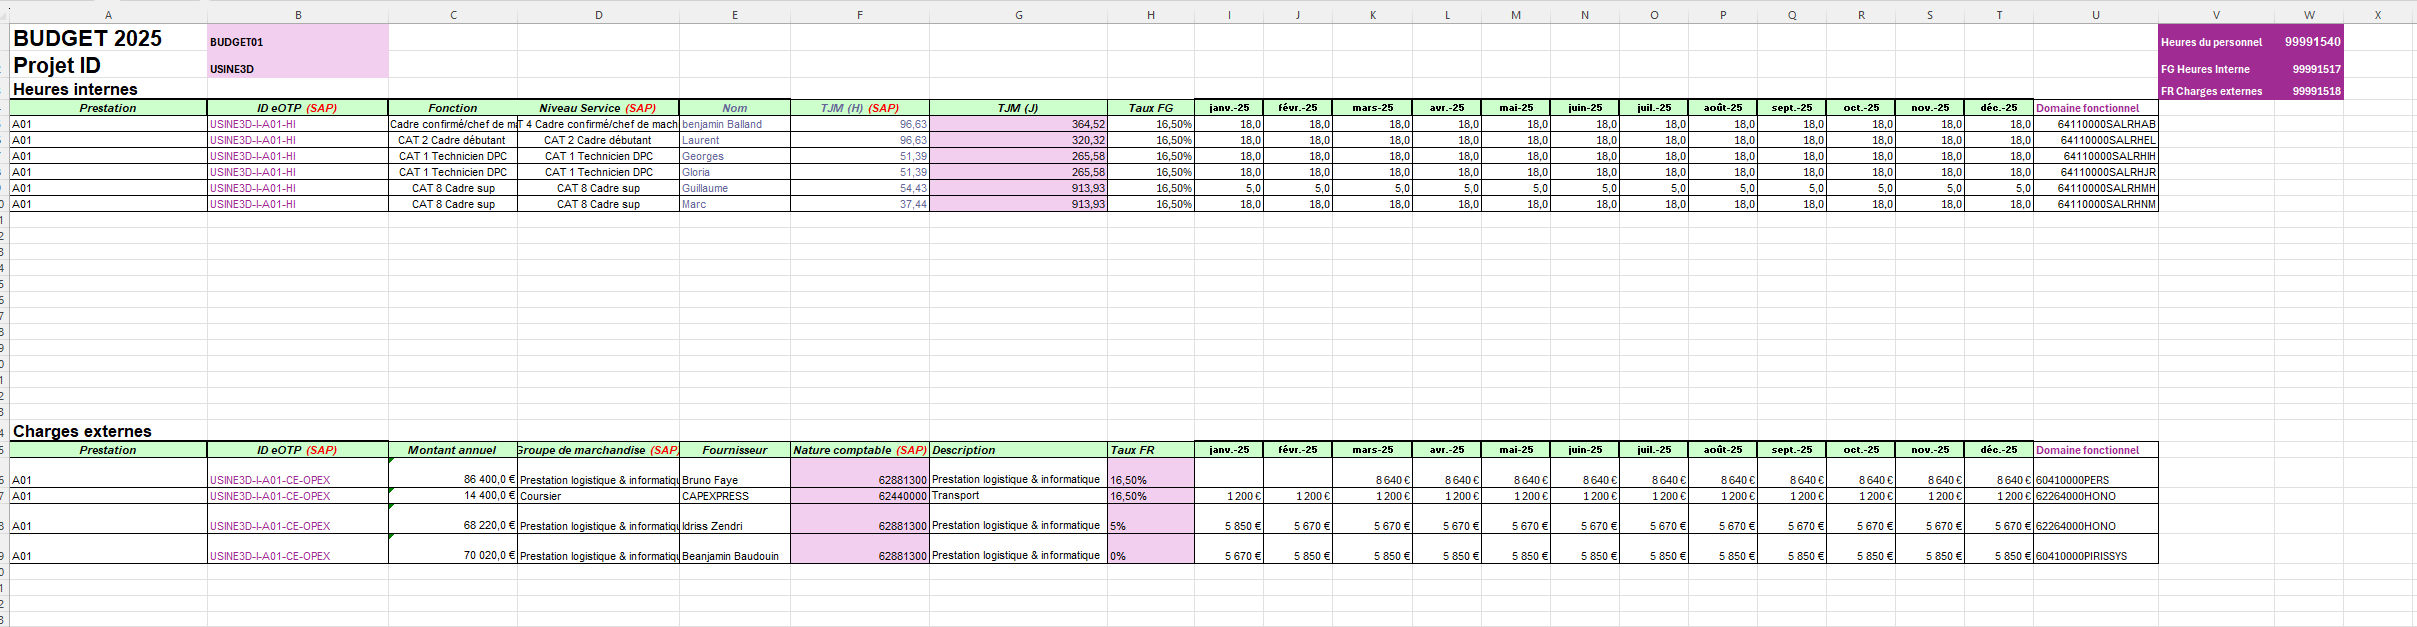 A B C D E F G H I J K L M N O P Q R S T U V W X
BUDGET 2025 BUDGET01 Heures du personnel 99991540
Projet ID USINE3D FG Heures Interne 99991517
Heures internes FR Charges externes 99991518
Prestation ID eOTP (SAP) Fonction Niveau Service (SAP) Nom TJM (H) (SAP) TJM (J) Taux FG janv.-25 févr.-25 mars-25 avr.-25 mai-25 juin-25 juil.-25 août-25 sept.-25 oct.-25 nov.-25 déc.-25 Domaine fonctionnel
A01 USINE3D-I-A01-HI Cadre confirmé/chef de m T 4 Cadre confirmé/chef de mach benjamin Balland 96,63 364,52 16,50% 18,0 18,0 18,0 18,0 18,0 18,0 18,0 18,0 18,0 18,0 18,0 18,0 64110000SALRHAB
A01 USINE3D-I-A01-HI CAT 2 Cadre débutant CAT 2 Cadre débutant Laurent 96,63 320,32 16,50% 18,0 18,0 18,0 18,0 18,0 18,0 18,0 18,0 18,0 18,0 18,0 18,0 64110000SALRHEL
A01 USINE3D-I-A01-HI CAT 1 Technicien DPC CAT 1 Technicien DPC Georges 51,39 265,58 16,50% 18,0 18,0 18,0 18,0 18,0 18,0 18,0 18,0 18,0 18,0 18,0 18,0 64110000SALRHIH
A01 USINE3D-I-A01-HI CAT 1 Technicien DPC CAT 1 Technicien DPC Gloria 51,39 265,58 16,50% 18,0 18,0 18,0 18,0 18,0 18,0 18,0 18,0 18,0 18,0 18,0 18,0 64110000SALRHJR
A01 USINE3D-I-A01-HI CAT 8 Cadre sup CAT 8 Cadre sup Guillaume 54,43 913,93 16,50% 5,0 5,0 5,0 5,0 5,0 5,0 5,0 5,0 5,0 5,0 5,0 5,0 64110000SALRHMH
A01 USINE3D-I-A01-HI CAT 8 Cadre sup CAT 8 Cadre sup Marc 37,44 913,93 16,50% 18,0 18,0 18,0 18,0 18,0 18,0 18,0 18,0 18,0 18,0 18,0 18,0 64110000SALRHNM
Charges externes
Prestation ID eOTP (SAP) Montant annuel Groupe de marchandise (SAP) Fournisseur Nature comptable (SAP) Description Taux FR janv.-25 févr.-25 mars-25 avr.-25 mai-25 juin-25 juil.-25 août-25 sept.-25 oct.-25 nov.-25 déc.-25 Domaine fonctionnel
A01 USINE3D-I-A01-CE-OPEX 86 400,0 € Prestation logistique & informatiqu Bruno Faye 62881300 Prestation logistique & informatique 16,50% 8 640 € 8 640 € 8 640 € 8 640 € 8 640 € 8 640 € 8 640 € 8 640 € 8 640 € 8 640 € 60410000PERS
A01 USINE3D-I-A01-CE-OPEX 14 400,0 € Coursier CAPEXPRESS 62440000 Transport 16,50% 1 200 € 1 200 € 1 200 € 1 200 € 1 200 € 1 200 € 1 200 € 1 200 € 1 200 € 1 200 € 1 200 € 1 200 € 62264000HONO
A01 USINE3D-I-A01-CE-OPEX 68 220,0 € Prestation logistique & informatiqu Idriss Zendri 62881300 Prestation logistique & informatique 5% 5 850 € 5 670 € 5 670 € 5 670 € 5 670 € 5 670 € 5 670 € 5 670 € 5 670 € 5 670 € 5 670 € 5 670 € 62264000HONO
A01 USINE3D-I-A01-CE-OPEX 70 020,0 € Prestation logistique & informatiqu Beanjamin Baudouin 62881300 Prestation logistique & informatique 0% 5 670 € 5 850 € 5 850 € 5 850 € 5 850 € 5 850 € 5 850 € 5 850 € 5 850 € 5 850 € 5 850 € 5 850 € 60410000PIRISSYS